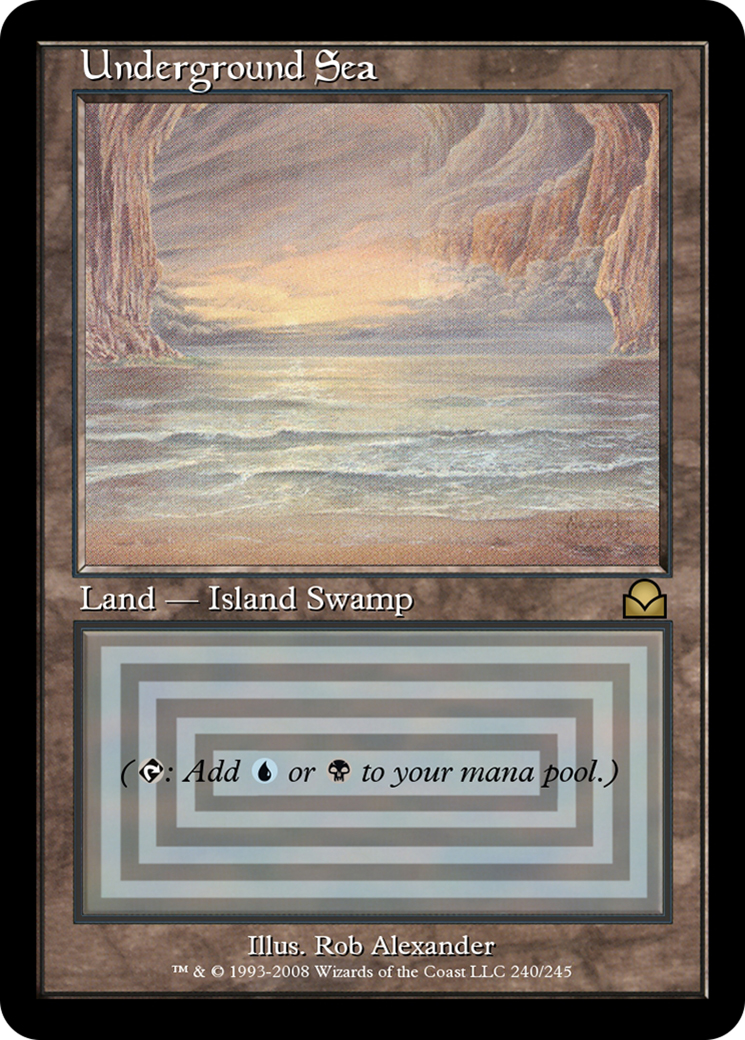 Underground Sea
Land — Island Swamp
( : Add or to your mana pool.)
Illus. Rob Alexander
™ & © 1993-2008 Wizards of the Coast LLC 240/245